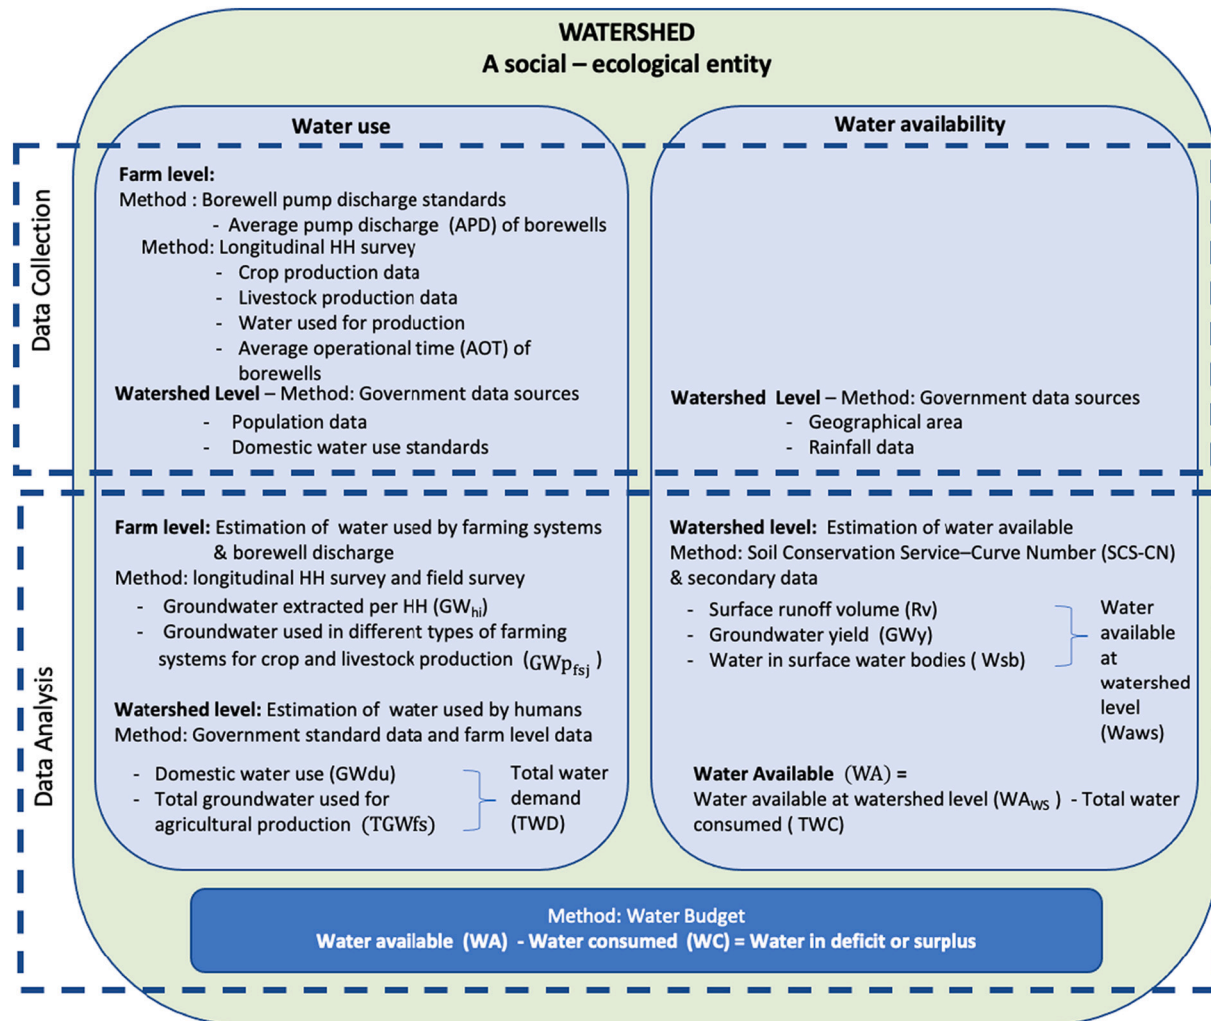 WATERSHED
A social – ecological entity
Water use
Farm level:
Method : Borewell pump discharge standards
- Average pump discharge (APD) of borewells
Method: Longitudinal HH survey
- Crop production data
- Livestock production data
- Water used for production
- Average operational time (AOT) of
borewells
Watershed Level – Method: Government data sources
- Population data
- Domestic water use standards
Water availability
Watershed Level – Method: Government data sources
- Geographical area
- Rainfall data
Data Collection
Farm level: Estimation of water used by farming systems
& borewell discharge
Method: longitudinal HH survey and field survey
- Groundwater extracted per HH (GWhi)
- Groundwater used in different types of farming
systems for crop and livestock production (GWpfsj )
Watershed level: Estimation of water used by humans
Method: Government standard data and farm level data
- Domestic water use (GWdu)
- Total groundwater used for
agricultural production (TGWfs)
Total water
demand
(TWD)
Watershed level: Estimation of water available
Method: Soil Conservation Service–Curve Number (SCS-CN)
& secondary data
- Surface runoff volume (Rv)
- Groundwater yield (GWy)
- Water in surface water bodies ( Wsb)
Water
available
at
watershed
level
(Waws)
Water Available (WA) =
Water available at watershed level (WAWS ) - Total water
consumed ( TWC)
Data Analysis
Method: Water Budget
Water available (WA) - Water consumed (WC) = Water in deficit or surplus